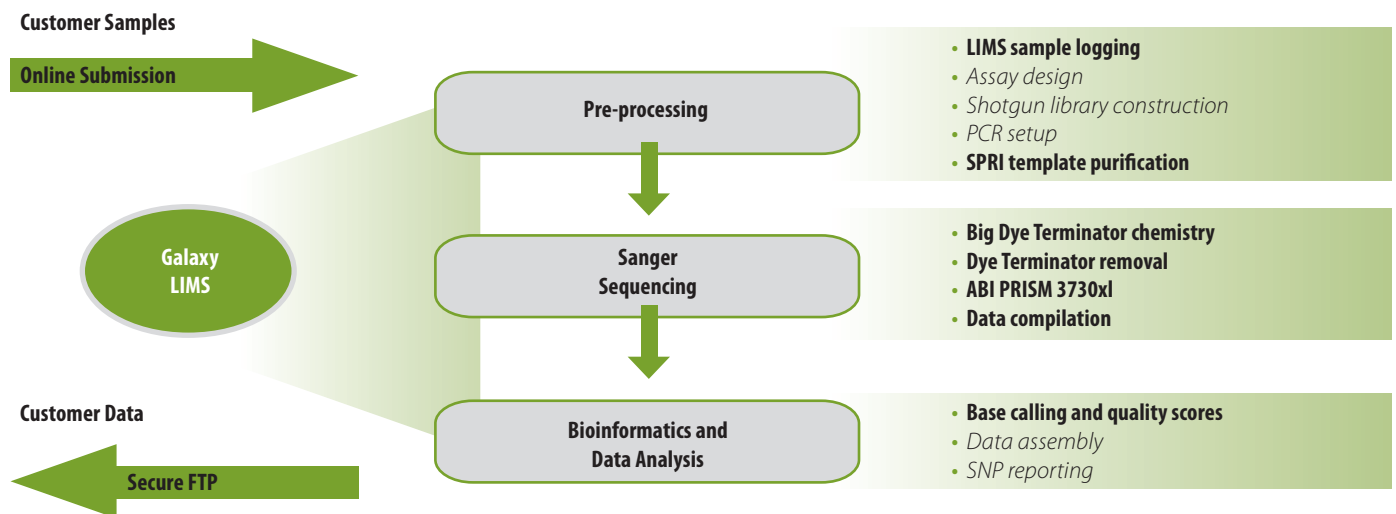 Customer Samples
Online Submission
Pre-processing
• LIMS sample logging
• Assay design
• Shotgun library construction
• PCR setup
• SPRI template purification
Galaxy
LIMS
Sanger
Sequencing
• Big Dye Terminator chemistry
• Dye Terminator removal
• ABI PRISM 3730xl
• Data compilation
Customer Data
Secure FTP
Bioinformatics and
Data Analysis
• Base calling and quality scores
• Data assembly
• SNP reporting